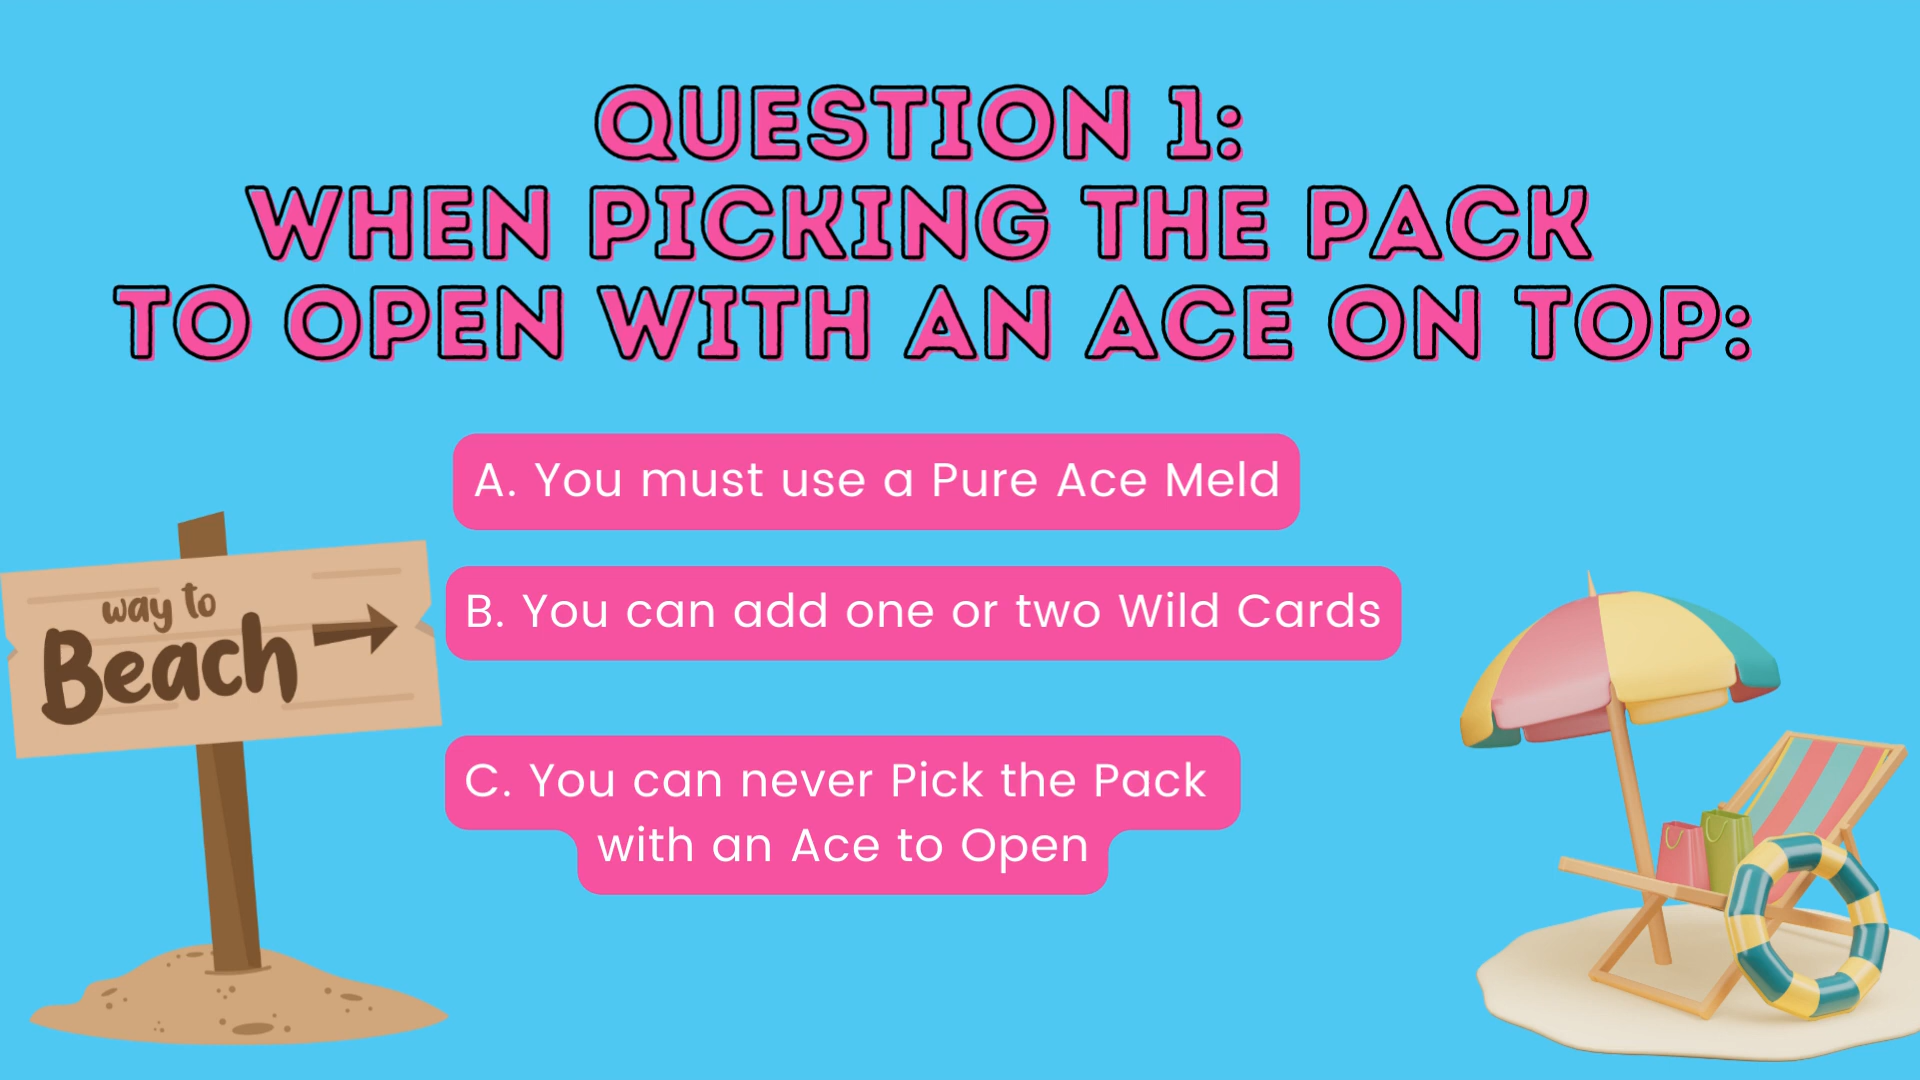 QUESTION 1:
WHEN PICKING THE PACK
TO OPEN WITH AN ACE ON TOP:
A. You must use a Pure Ace Meld
B. You can add one or two Wild Cards
C. You can never Pick the Pack
with an Ace to Open
way to
Beach